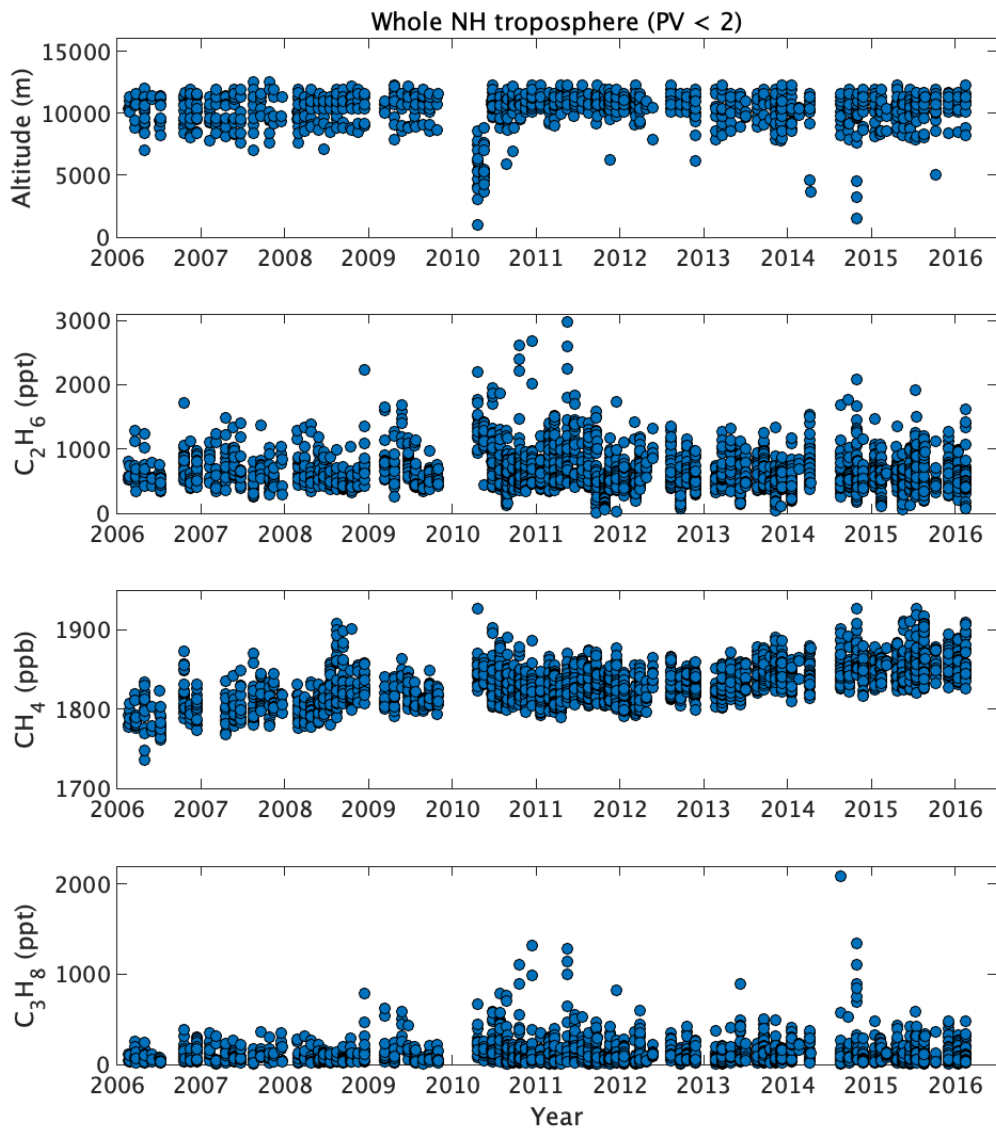 Whole NH troposphere (PV < 2)
15000
10000
5000
0
Altitude (m)
2006 2007 2008 2009 2010 2011 2012 2013 2014 2015 2016
3000
2000
1000
0
C₂H₆ (ppt)
2006 2007 2008 2009 2010 2011 2012 2013 2014 2015 2016
1900
1800
1700
CH₄ (ppb)
2006 2007 2008 2009 2010 2011 2012 2013 2014 2015 2016
2000
1000
0
C₃H₈ (ppt)
2006 2007 2008 2009 2010 2011 2012 2013 2014 2015 2016
Year